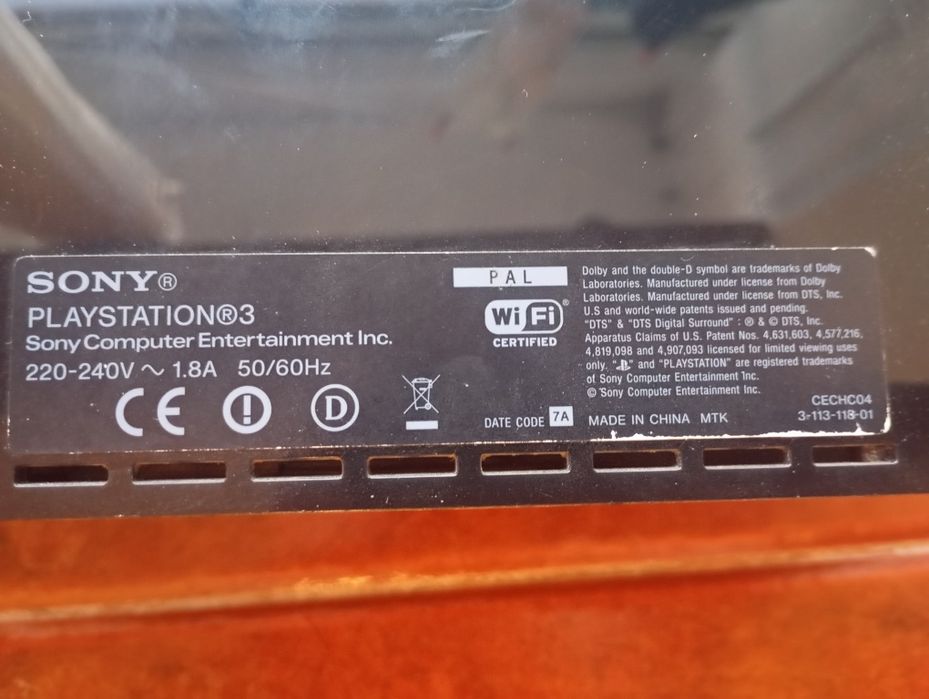 SONY®
PLAYSTATION®3
Sony Computer Entertainment Inc.
220-240V ~ 1.8A 50/60Hz
CE
D
PAL
Wi Fi®
CERTIFIED
DATE CODE 7A
Dolby and the double-D symbol are trademarks of Dolby
Laboratories. Manufactured under license from Dolby
Laboratories. Manufactured under license from DTS, Inc.
U.S and world-wide patents issued and pending.
"DTS" & "DTS Digital Surround" : ® & © DTS, Inc.
Apparatus Claims of U.S. Patent Nos. 4,631,603, 4,577,216,
4,819,098 and 4,907,093 licensed for limited viewing uses
only. " " and "PLAYSTATION" are registered trademarks
of Sony Computer Entertainment Inc.
© Sony Computer Entertainment Inc.
CECHC04
MADE IN CHINA MTK 3-113-118-01